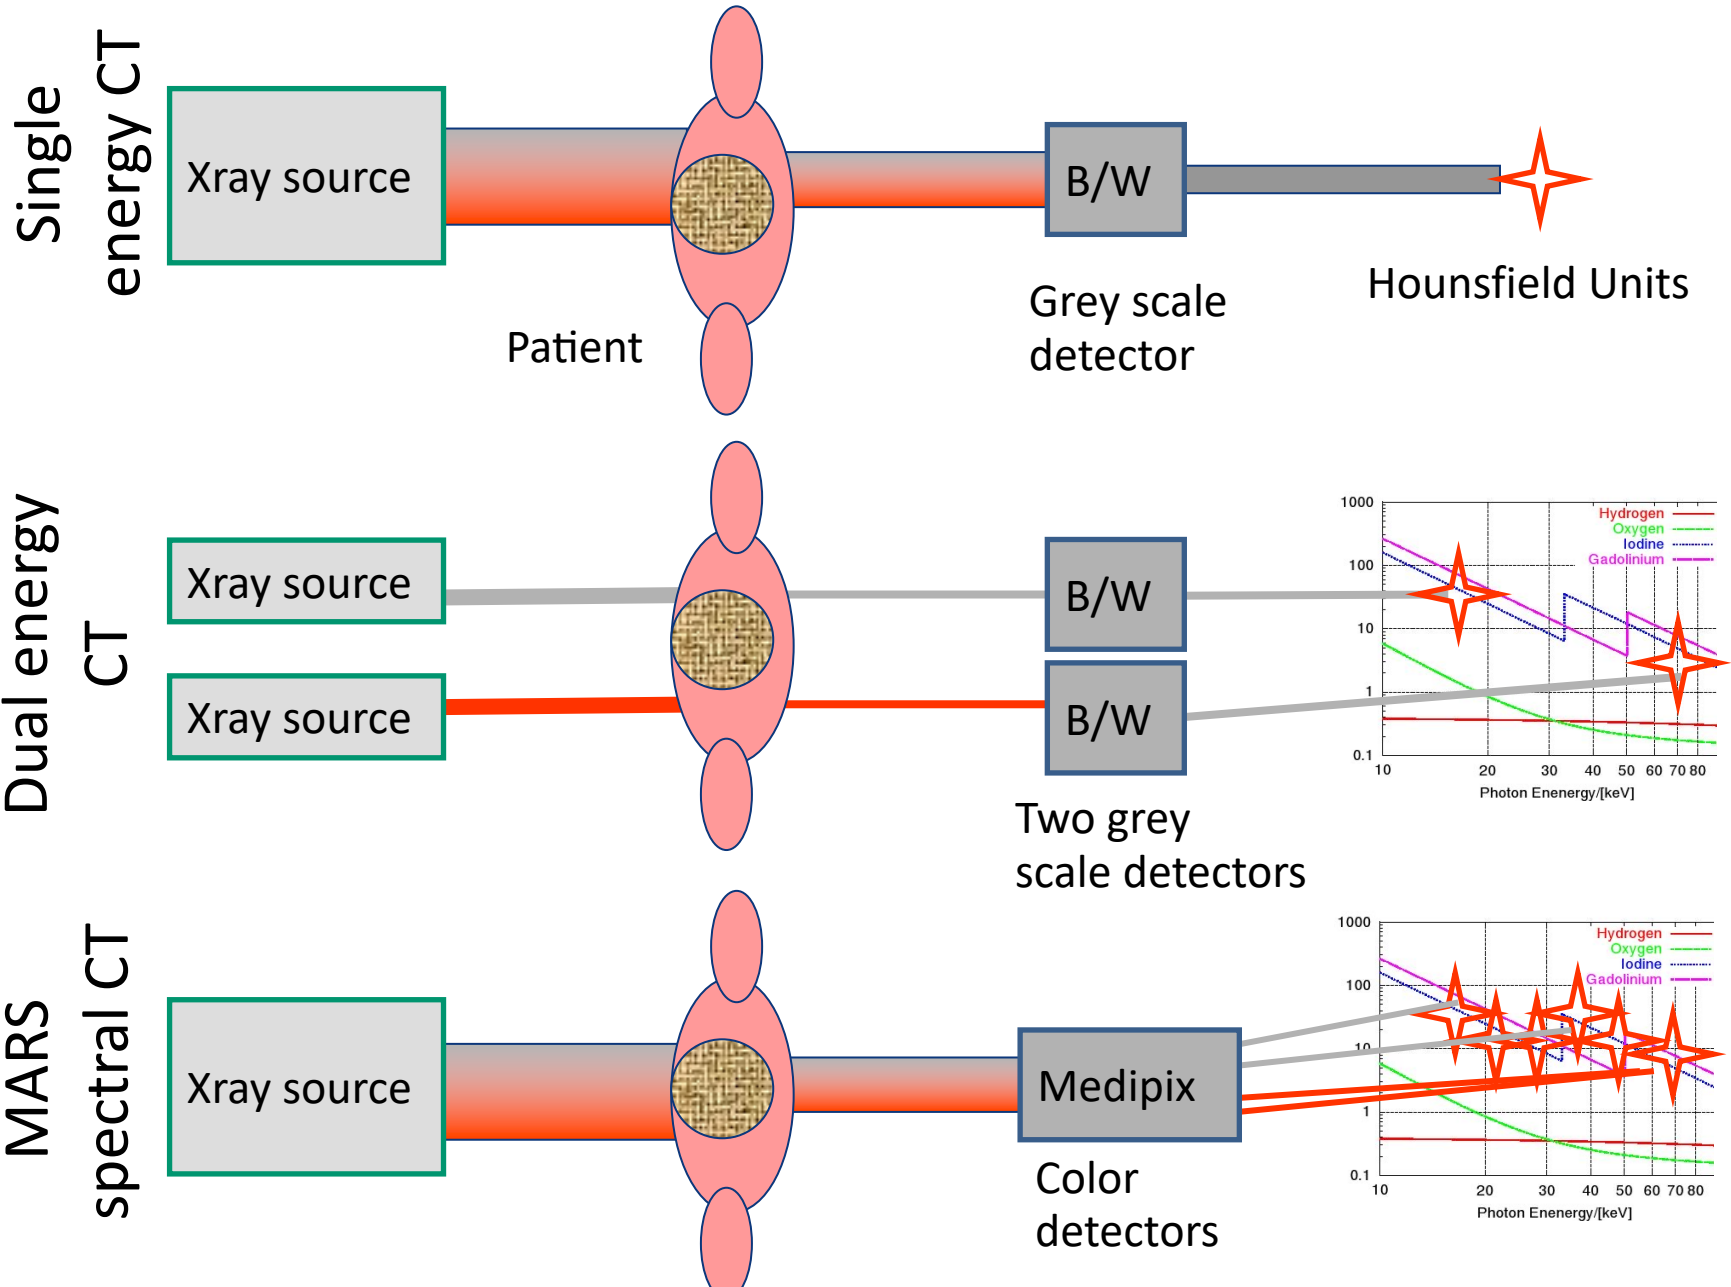 Single
energy CT
Xray source
Patient
B/W
Grey scale
detector
Hounsfield Units
Dual energy
CT
Xray source
Xray source
B/W
B/W
Two grey
scale detectors
1000
100
10
1
0.1
Hydrogen
Oxygen
Iodine
Gadolinium
10 20 30 40 50 60 70 80
Photon Enenergy/[keV]
MARS
spectral CT
Xray source
Medipix
Color
detectors
1000
100
10
1
0.1
Hydrogen
Oxygen
Iodine
Gadolinium
10 20 30 40 50 60 70 80
Photon Enenergy/[keV]